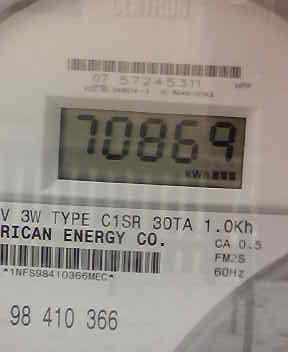 CENTRON
07 57245311
70869
kWh
V 3W TYPE C1SR 30TA 1.0Kh
RICAN ENERGY CO.
CA 0.5
FM2S
60Hz
*1NFS98410366MEC*
98 410 366